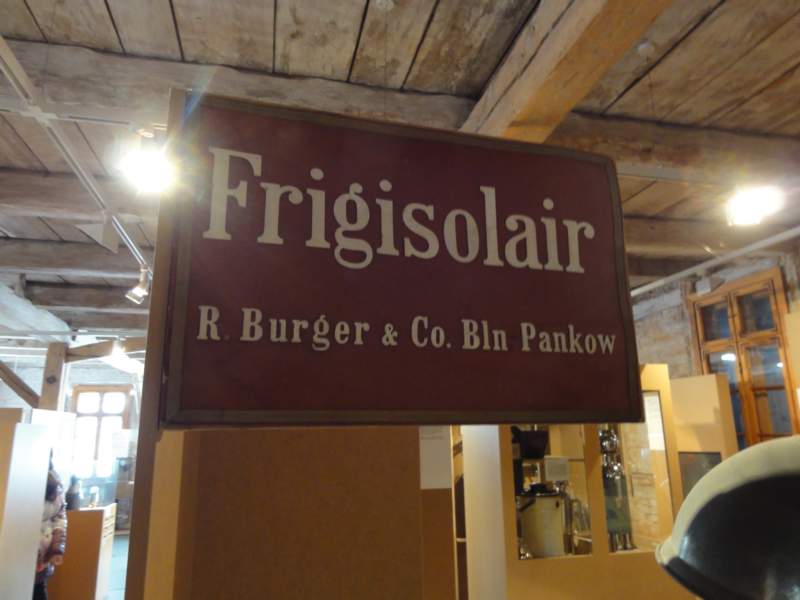 Frigisolair
R. Burger & Co. Bln Pankow